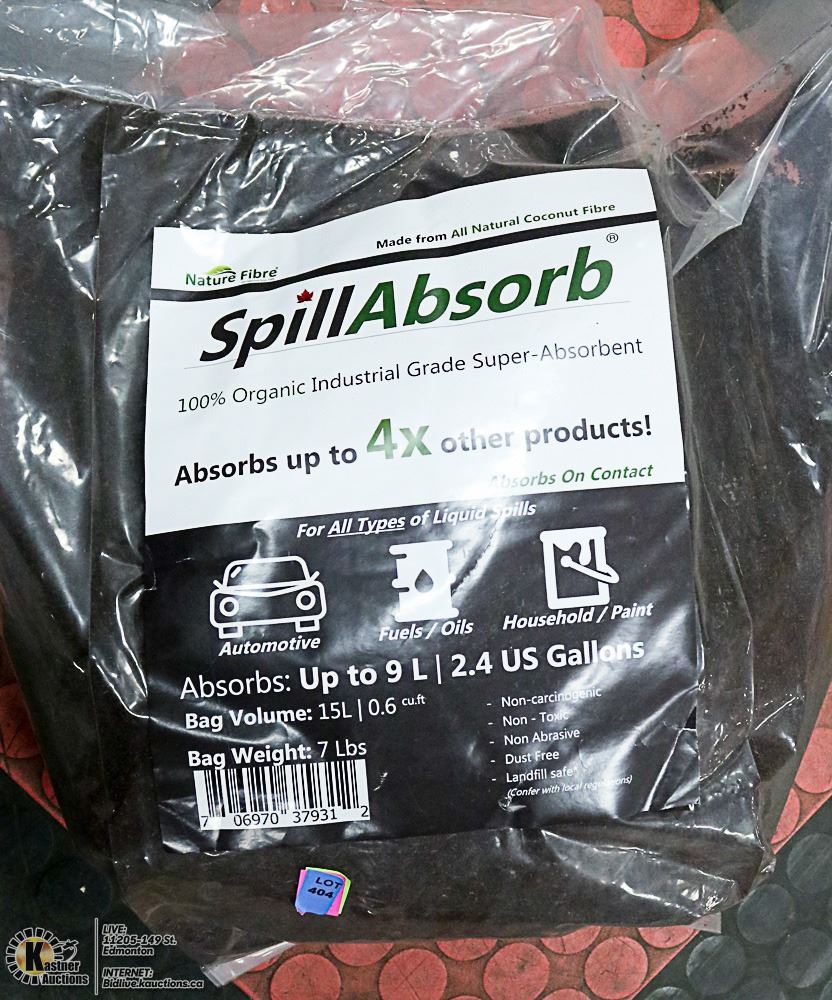 Made from All Natural Coconut Fibre
Nature Fibre
SpillAbsorb®
100% Organic Industrial Grade Super-Absorbent
Absorbs up to 4x other products!
Absorbs On Contact
For All Types of Liquid Spills
Automotive
Fuels / Oils
Household / Paint
Absorbs: Up to 9 L | 2.4 US Gallons
Bag Volume: 15L | 0.6 cu.ft
Bag Weight: 7 Lbs
- Non-carcinogenic
- Non - Toxic
- Non Abrasive
- Dust Free
- Landfill safe*
(Confer with local regulations)
7 06970 37931 2
LOT
404
Kastner
Auctions
LIVE:
11205-149 St.
Edmonton
INTERNET:
Bidlive.kauctions.ca